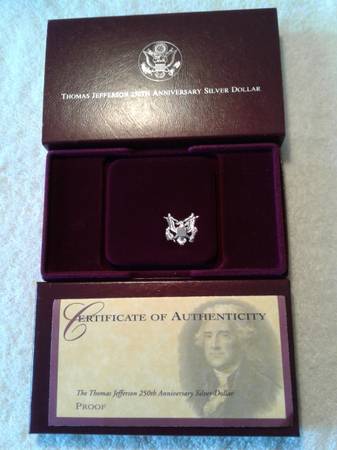 THOMAS JEFFERSON 250TH ANNIVERSARY SILVER DOLLAR
CERTIFICATE OF AUTHENTICITY
The Thomas Jefferson 250th Anniversary Silver Dollar
PROOF